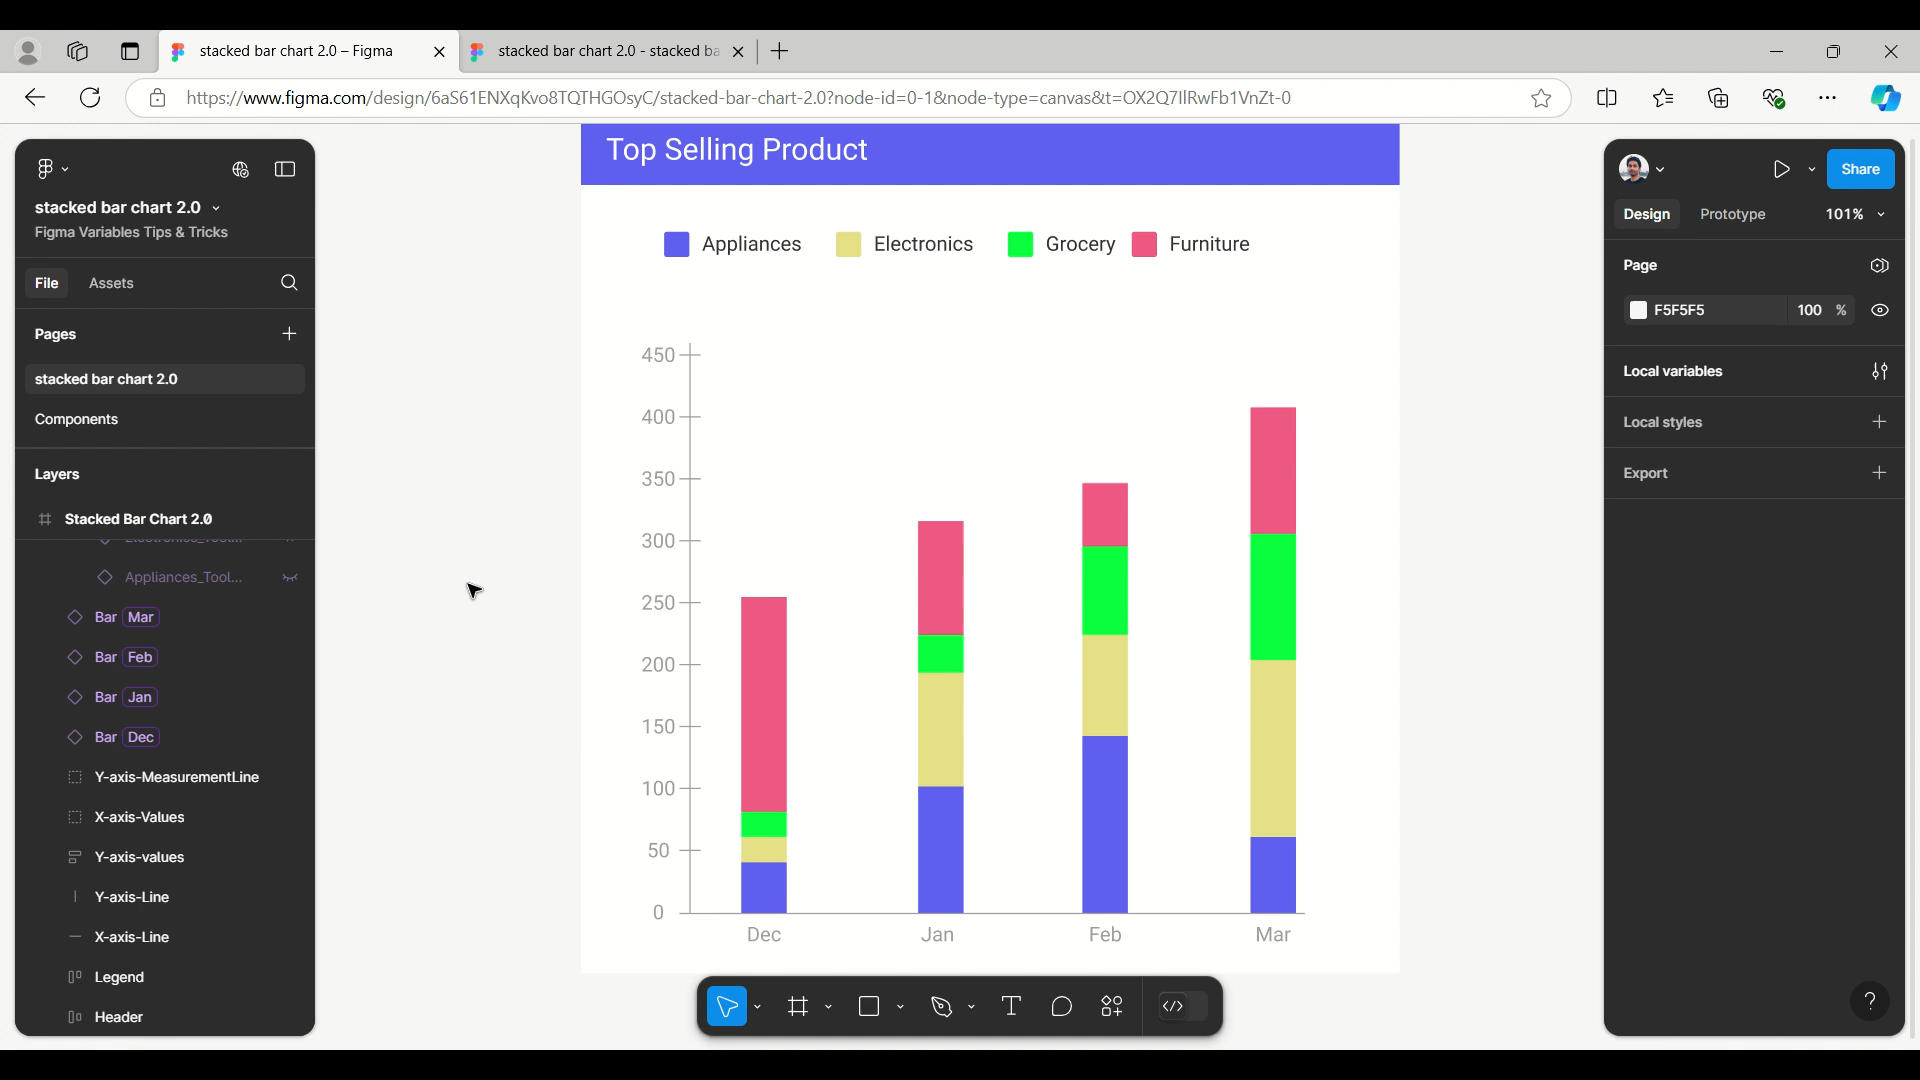 stacked bar chart 2.0 – Figma
stacked bar chart 2.0 - stacked ba
https://www.figma.com/design/6aS61ENXqKvo8TQTHGOsyC/stacked-bar-chart-2.0?node-id=0-1&node-type=canvas&t=OX2Q7IlRwFb1VnZt-0
stacked bar chart 2.0
Figma Variables Tips & Tricks
File
Assets
Pages
stacked bar chart 2.0
Components
Layers
Stacked Bar Chart 2.0
Appliances_Tool...
Bar Mar
Bar Feb
Bar Jan
Bar Dec
Y-axis-MeasurementLine
X-axis-Values
Y-axis-values
Y-axis-Line
X-axis-Line
Legend
Header
Top Selling Product
Appliances
Electronics
Grocery
Furniture
450
400
350
300
250
200
150
100
50
0
Dec
Jan
Feb
Mar
Share
Design
Prototype
101%
Page
F5F5F5
100 %
Local variables
Local styles
Export
?